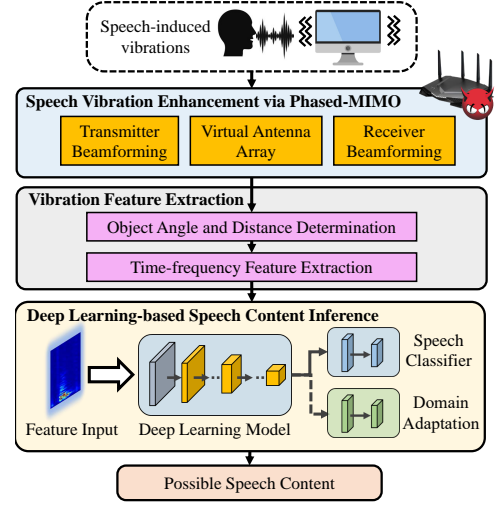 Speech-induced
vibrations
Speech Vibration Enhancement via Phased-MIMO
Transmitter
Beamforming
Virtual Antenna
Array
Receiver
Beamforming
Vibration Feature Extraction
Object Angle and Distance Determination
Time-frequency Feature Extraction
Deep Learning-based Speech Content Inference
Feature Input
Deep Learning Model
Speech
Classifier
Domain
Adaptation
Possible Speech Content